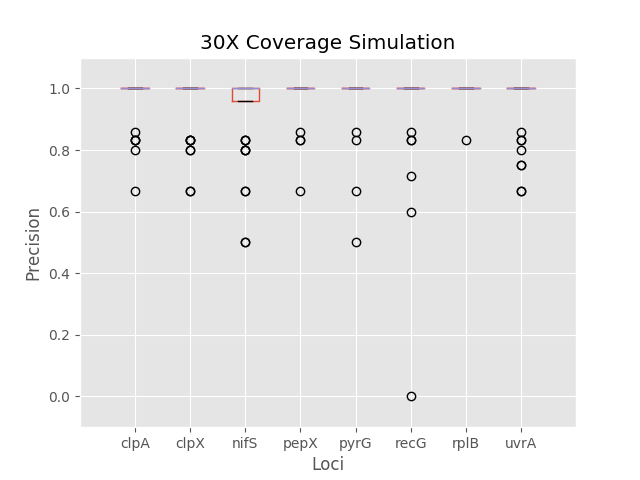 30X Coverage Simulation
1.0
0.8
0.6
0.4
0.2
0.0
Precision
clpA clpX nifS pepX pyrG recG rplB uvrA
Loci